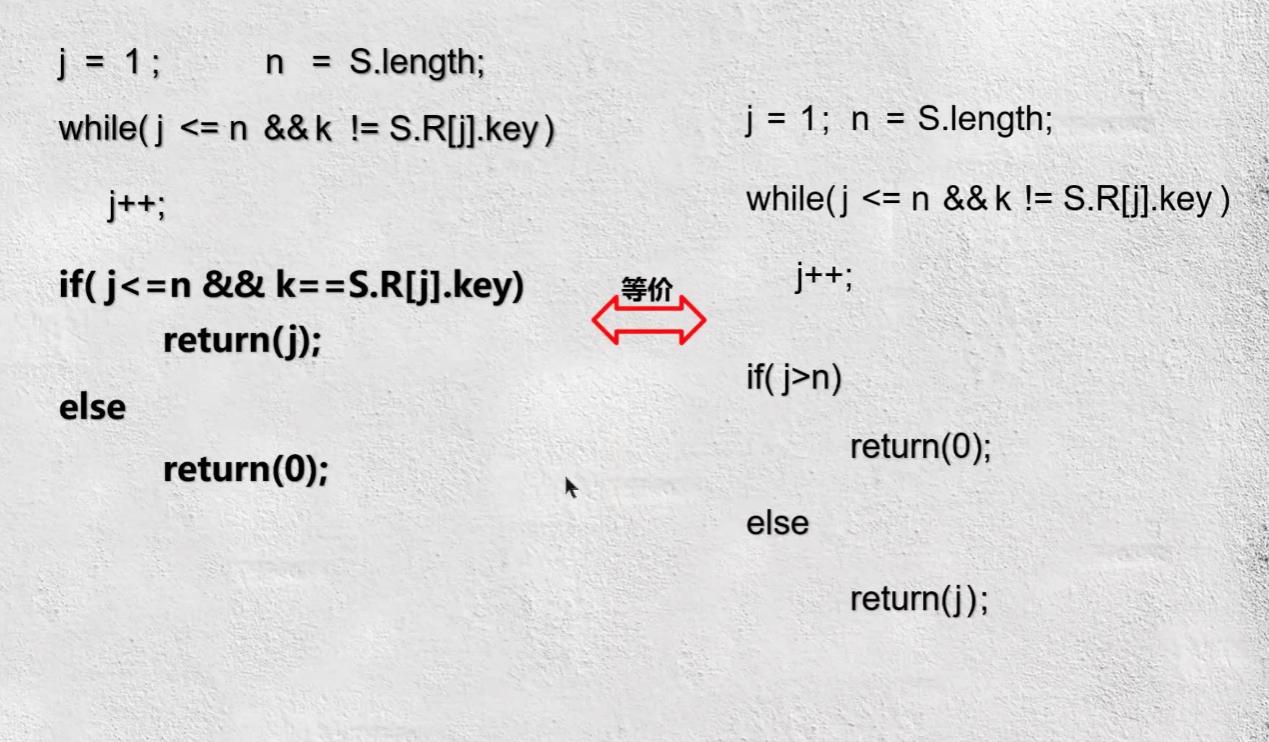 j = 1 ; n = S.length;
while( j <= n && k != S.R[j].key )
j++;
if( j<=n && k==S.R[j].key)
return(j);
else
return(0);
等价
j = 1; n = S.length;
while( j <= n && k != S.R[j].key )
j++;
if( j>n)
return(0);
else
return(j);